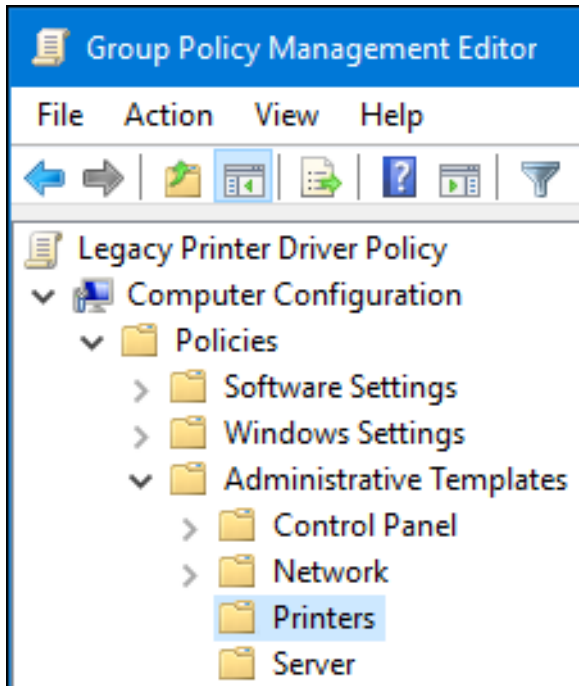 Group Policy Management Editor
File Action View Help
Legacy Printer Driver Policy
Computer Configuration
Policies
Software Settings
Windows Settings
Administrative Templates
Control Panel
Network
Printers
Server